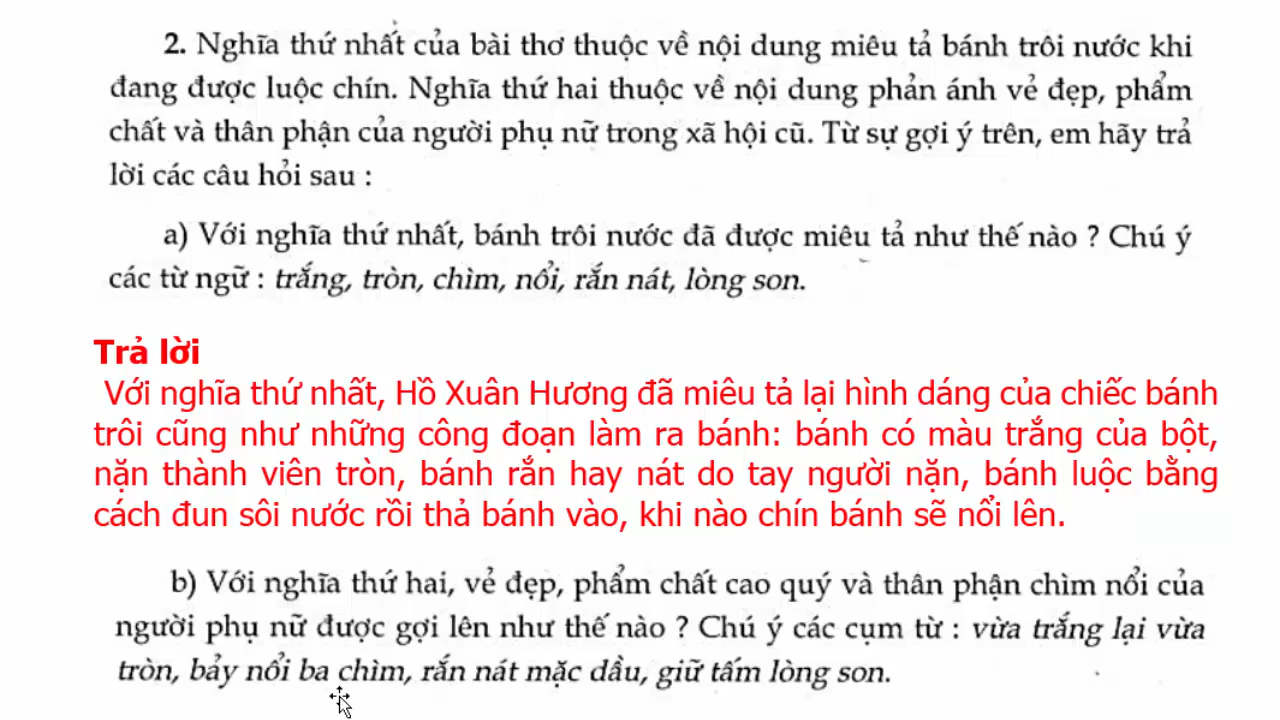 2. Nghĩa thứ nhất của bài thơ thuộc về nội dung miêu tả bánh trôi nước khi
đang được luộc chín. Nghĩa thứ hai thuộc về nội dung phản ánh vẻ đẹp, phẩm
chất và thân phận của người phụ nữ trong xã hội cũ. Từ sự gợi ý trên, em hãy trả
lời các câu hỏi sau :
a) Với nghĩa thứ nhất, bánh trôi nước đã được miêu tả như thế nào ? Chú ý
các từ ngữ : trắng, tròn, chìm, nổi, rắn nát, lòng son.
Trả lời
Với nghĩa thứ nhất, Hồ Xuân Hương đã miêu tả lại hình dáng của chiếc bánh
trôi cũng như những công đoạn làm ra bánh: bánh có màu trắng của bột,
nặn thành viên tròn, bánh rắn hay nát do tay người nặn, bánh luộc bằng
cách đun sôi nước rồi thả bánh vào, khi nào chín bánh sẽ nổi lên.
b) Với nghĩa thứ hai, vẻ đẹp, phẩm chất cao quý và thân phận chìm nổi của
người phụ nữ được gợi lên như thế nào ? Chú ý các cụm từ : vừa trắng lại vừa
tròn, bảy nổi ba chìm, rắn nát mặc dầu, giữ tấm lòng son.